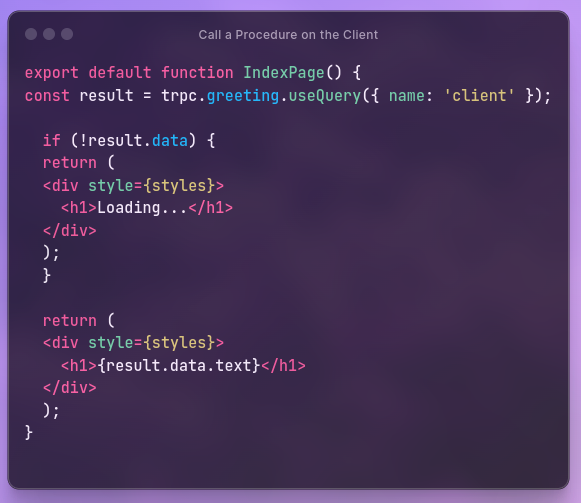 Call a Procedure on the Client
export default function IndexPage() {
const result = trpc.greeting.useQuery({ name: 'client' });
if (!result.data) {
return (
<div style={styles}>
<h1>Loading...</h1>
</div>
);
}
return (
<div style={styles}>
<h1>{result.data.text}</h1>
</div>
);
}